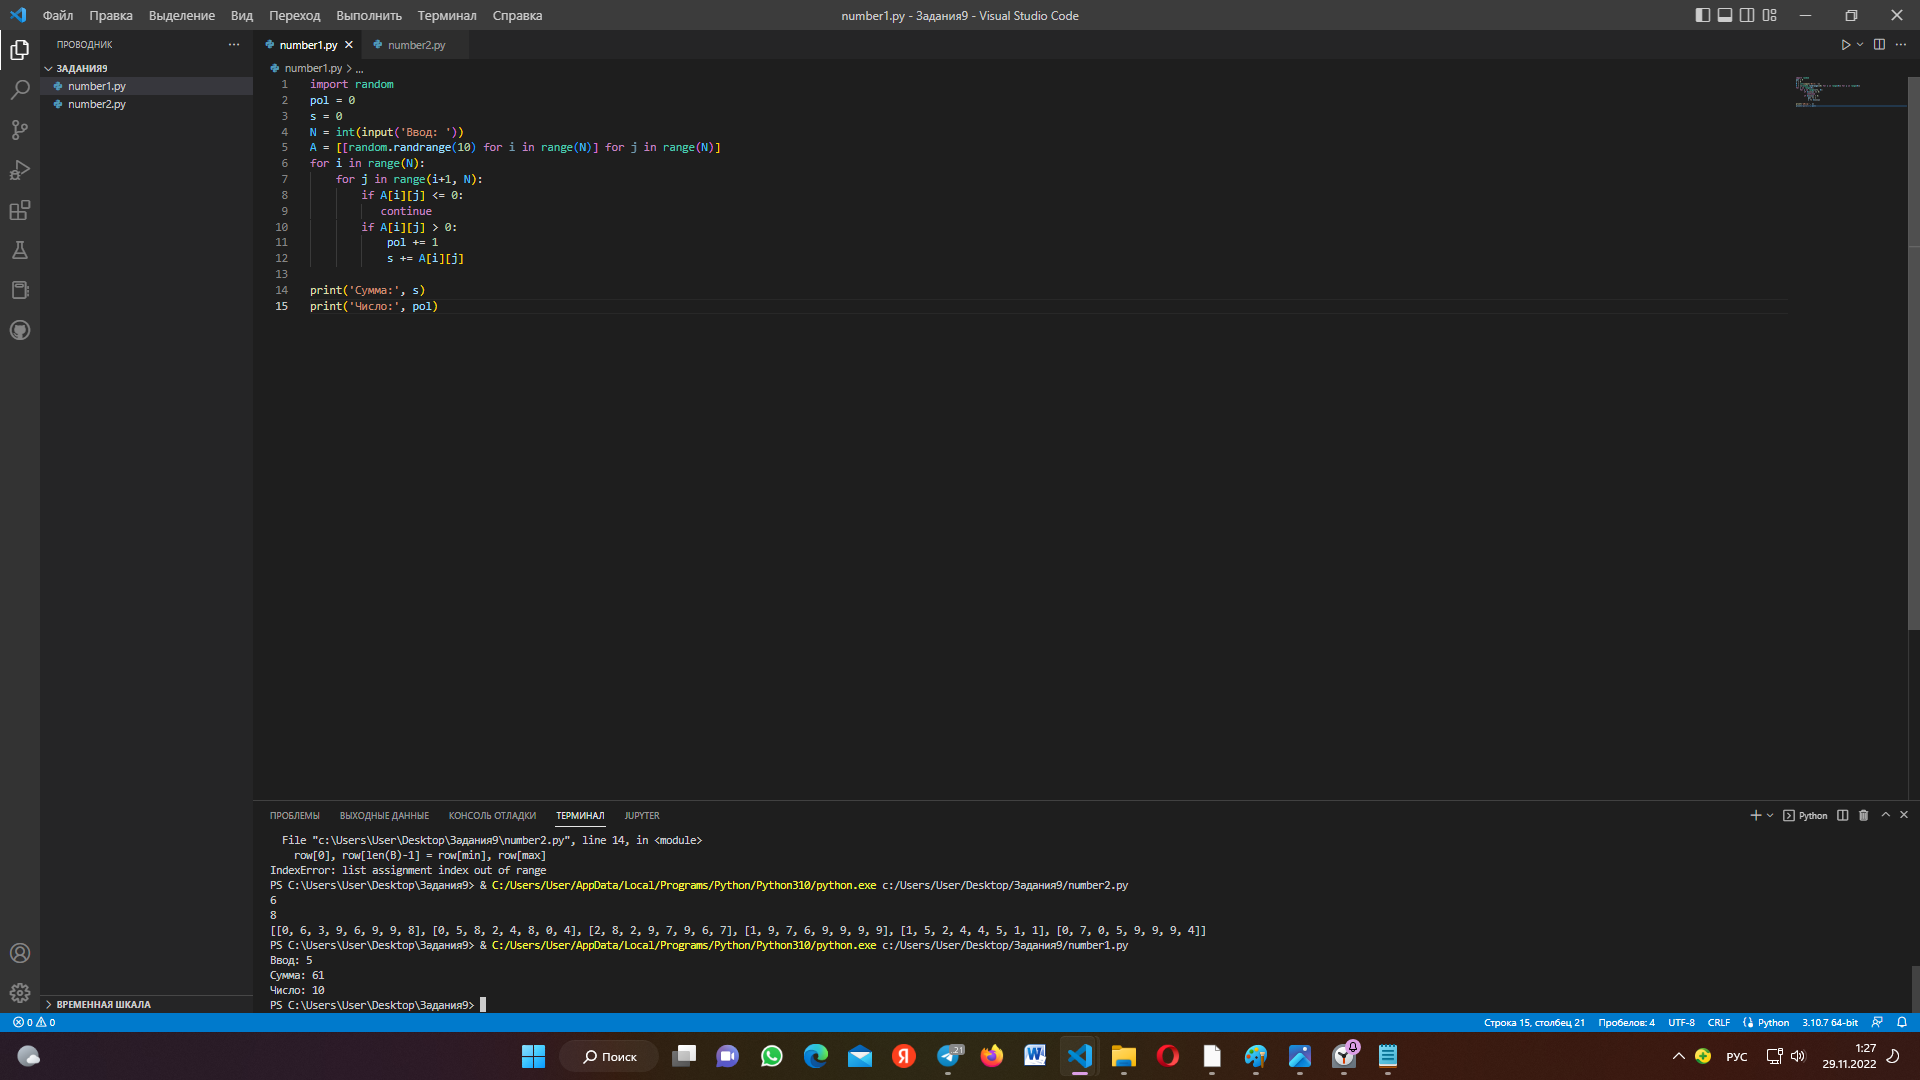 Файл Правка Выделение Вид Переход Выполнить Терминал Справка
number1.py - Задания9 - Visual Studio Code
ПРОВОДНИК
ЗАДАНИЯ9
number1.py
number2.py
number1.py number2.py
number1.py > ...
1 import random
2 pol = 0
3 s = 0
4 N = int(input('Ввод: '))
5 A = [[random.randrange(10) for i in range(N)] for j in range(N)]
6 for i in range(N):
7 for j in range(i+1, N):
8 if A[i][j] <= 0:
9 continue
10 if A[i][j] > 0:
11 pol += 1
12 s += A[i][j]
13
14 print('Сумма:', s)
15 print('Число:', pol)
ПРОБЛЕМЫ ВЫХОДНЫЕ ДАННЫЕ КОНСОЛЬ ОТЛАДКИ ТЕРМИНАЛ JUPYTER
Python
File "c:\Users\User\Desktop\Задания9\number2.py", line 14, in <module>
row[0], row[len(B)-1] = row[min], row[max]
IndexError: list assignment index out of range
PS C:\Users\User\Desktop\Задания9> & C:/Users/User/AppData/Local/Programs/Python/Python310/python.exe c:/Users/User/Desktop/Задания9/number2.py
6
8
[[0, 6, 3, 9, 6, 9, 9, 8], [0, 5, 8, 2, 4, 8, 0, 4], [2, 8, 2, 9, 7, 9, 6, 7], [1, 9, 7, 6, 9, 9, 9, 9], [1, 5, 2, 4, 4, 5, 1, 1], [0, 7, 0, 5, 9, 9, 9, 4]]
PS C:\Users\User\Desktop\Задания9> & C:/Users/User/AppData/Local/Programs/Python/Python310/python.exe c:/Users/User/Desktop/Задания9/number1.py
Ввод: 5
Сумма: 61
Число: 10
PS C:\Users\User\Desktop\Задания9>
ВРЕМЕННАЯ ШКАЛА
0 0
Строка 15, столбец 21 Пробелов: 4 UTF-8 CRLF Python 3.10.7 64-bit
Поиск
21
РУС
1:27
29.11.2022